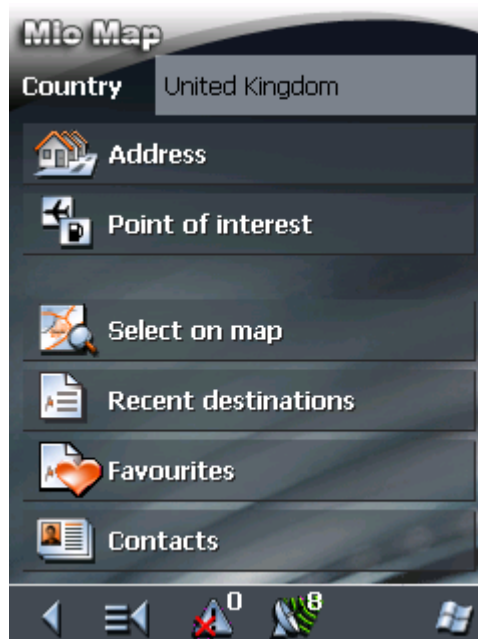 Mio Map
Country United Kingdom
Address
Point of interest
Select on map
Recent destinations
Favourites
Contacts
0 8